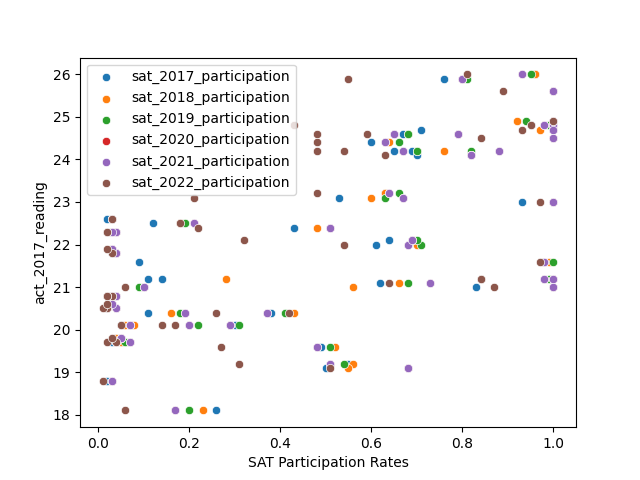 26
25
24
23
22
21
20
19
18
act_2017_reading
sat_2017_participation
sat_2018_participation
sat_2019_participation
sat_2020_participation
sat_2021_participation
sat_2022_participation
0.0 0.2 0.4 0.6 0.8 1.0
SAT Participation Rates